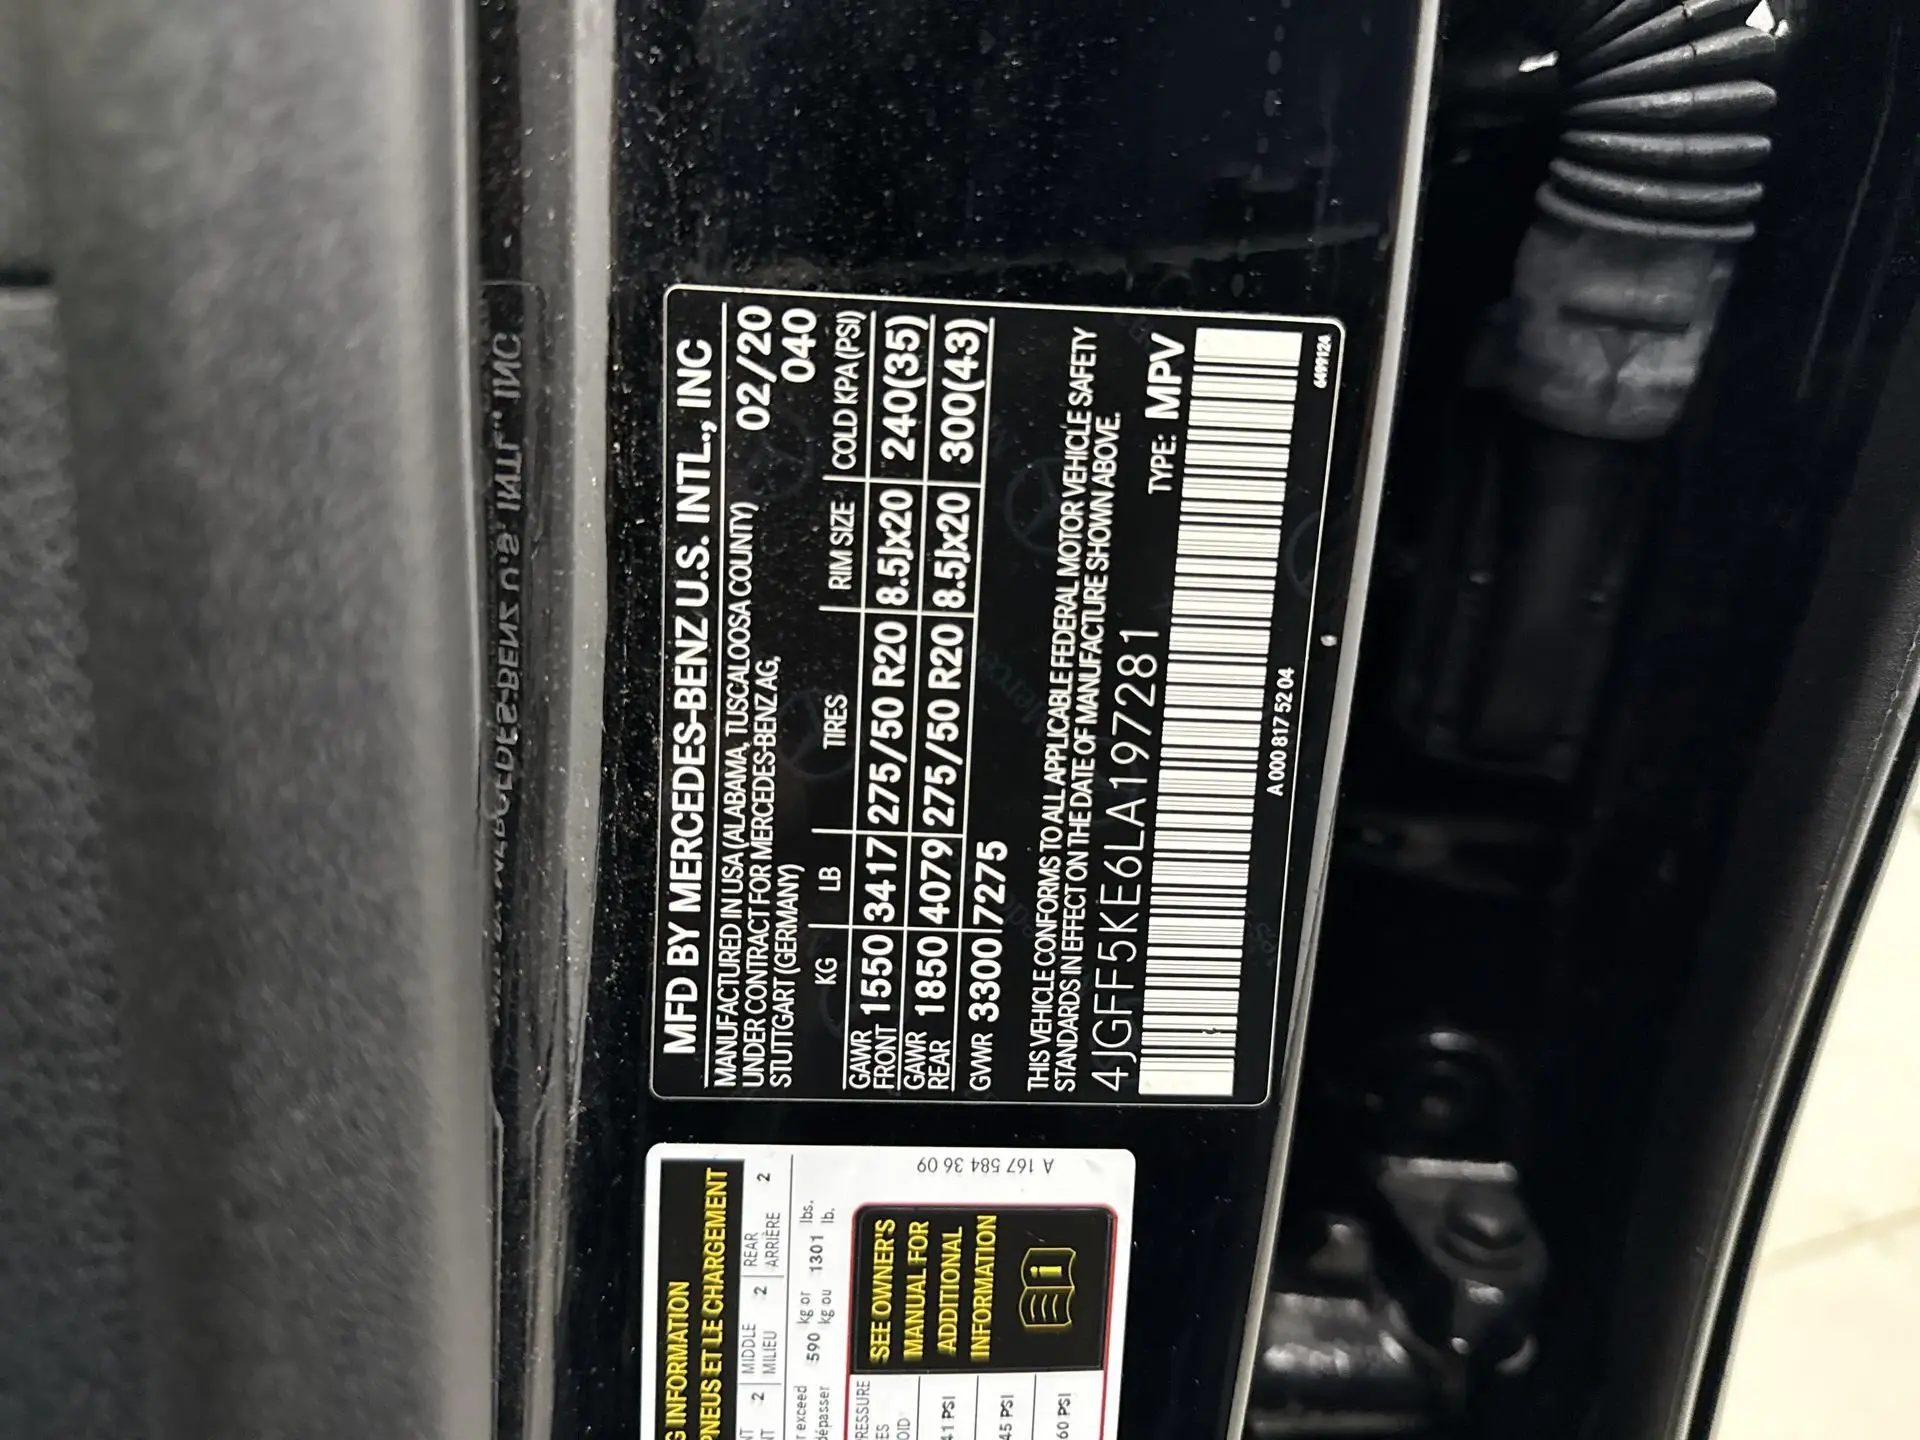 MFD BY MERCEDES-BENZ U.S. INTL., INC
MANUFACTURED IN USA (ALABAMA, TUSCALOOSA COUNTY) 02/20
UNDER CONTRACT FOR MERCEDES-BENZ AG, 040
STUTTGART (GERMANY)
KG LB TIRES RIM SIZE COLD KPA (PSI)
GAWR FRONT 1550 3417 275/50 R20 8.5Jx20 240(35)
GAWR REAR 1850 4079 275/50 R20 8.5Jx20 300(43)
GVWR 3300 7275
THIS VEHICLE CONFORMS TO ALL APPLICABLE FEDERAL MOTOR VEHICLE SAFETY
STANDARDS IN EFFECT ON THE DATE OF MANUFACTURE SHOWN ABOVE.
4JGFF5KE6LA197281 TYPE: MPV
A 000 817 52 04
6499124
INFORMATION
PNEUS ET LE CHARGEMENT
2 MIDDLE 2 REAR 2
MILIEU ARRIÈRE
exceed 590 kg or 1301 lbs.
dépasser kg ou lb.
A 167 584 36 09
SEE OWNER'S
MANUAL FOR
ADDITIONAL
INFORMATION
41 PSI
45 PSI
60 PSI